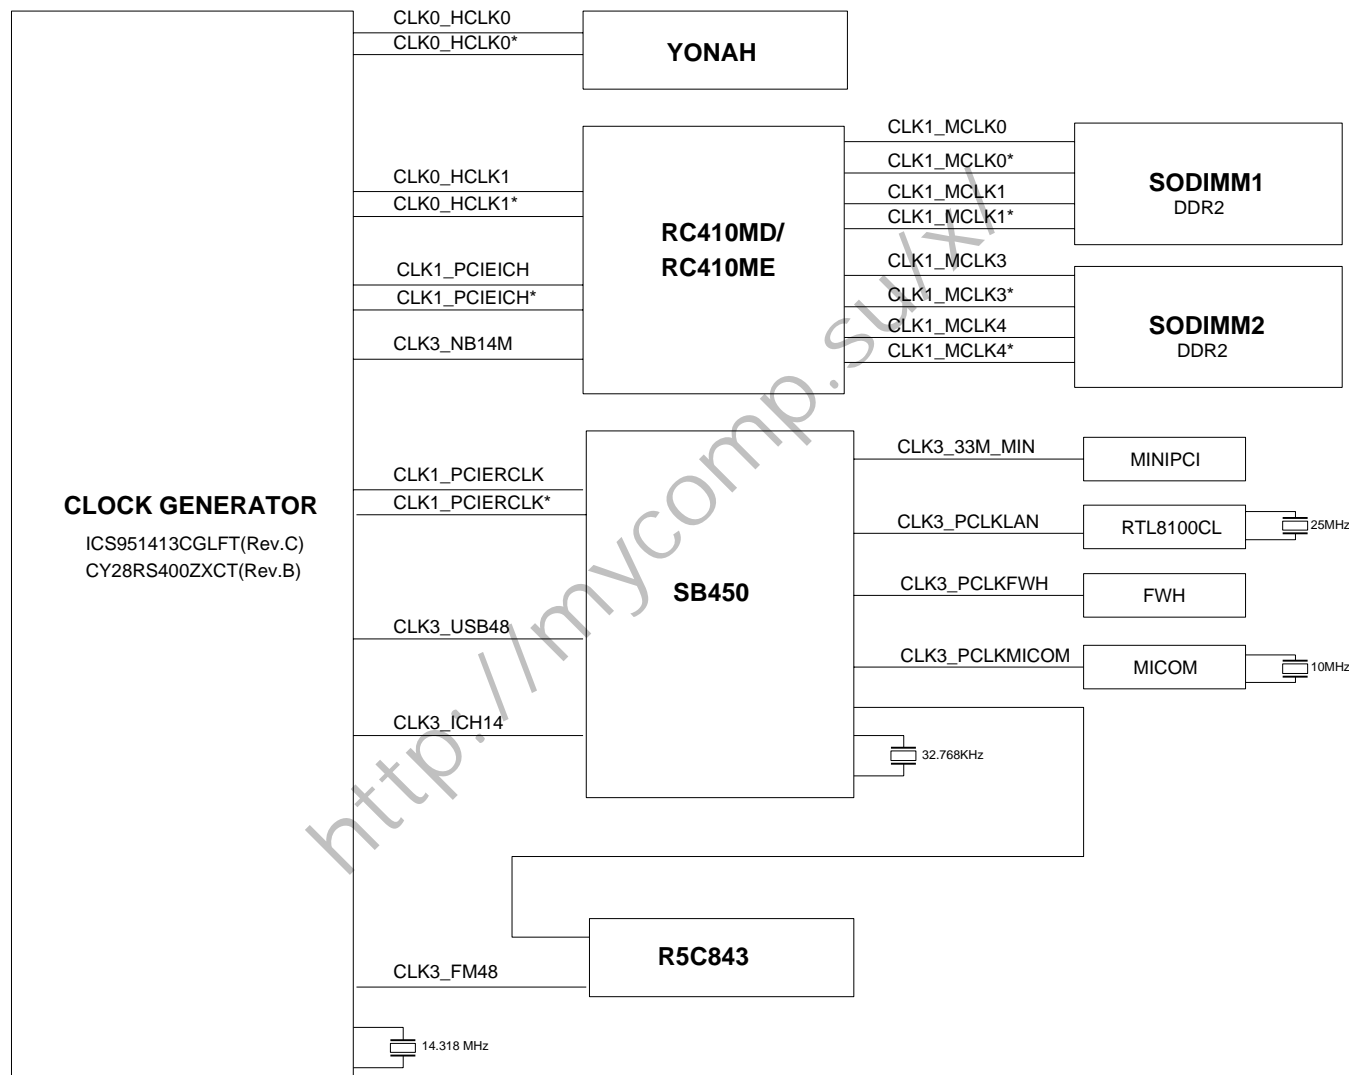 CLK0_HCLK0
CLK0_HCLK0*
YONAH
CLK0_HCLK1
CLK0_HCLK1*
CLK1_PCIEICH
CLK1_PCIEICH*
CLK3_NB14M
RC410MD/
RC410ME
CLK1_MCLK0
CLK1_MCLK0*
CLK1_MCLK1
CLK1_MCLK1*
SODIMM1
DDR2
CLK1_MCLK3
CLK1_MCLK3*
CLK1_MCLK4
CLK1_MCLK4*
SODIMM2
DDR2
CLOCK GENERATOR
ICS951413CGLFT(Rev.C)
CY28RS400ZXCT(Rev.B)
CLK1_PCIERCLK
CLK1_PCIERCLK*
CLK3_USB48
CLK3_ICH14
SB450
CLK3_33M_MIN
MINIPCI
CLK3_PCLKLAN
RTL8100CL
25MHz
CLK3_PCLKFWH
FWH
CLK3_PCLKMICOM
MICOM
10MHz
32.768KHz
R5C843
CLK3_FM48
14.318 MHz
http://mycomp.su/x/